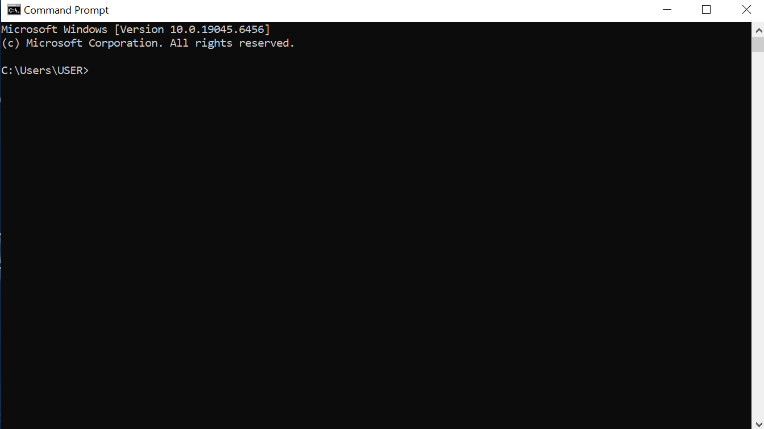 Command Prompt
Microsoft Windows [Version 10.0.19045.6456]
(c) Microsoft Corporation. All rights reserved.
C:\Users\USER>